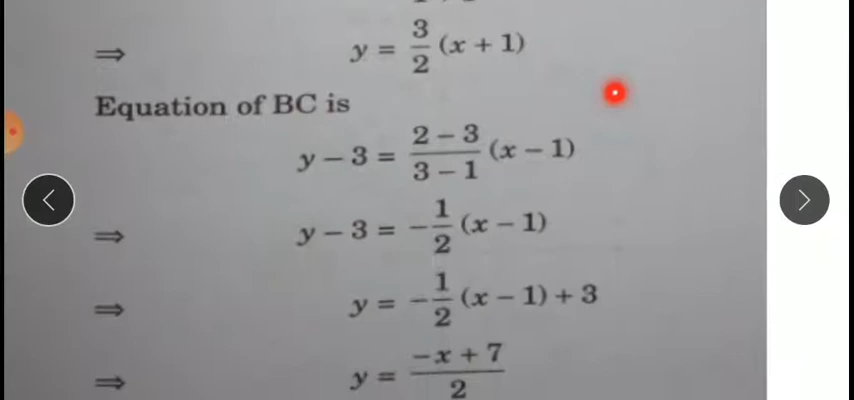 ⇒ y = 3/2 (x + 1)
Equation of BC is
y – 3 = (2 – 3)/(3 – 1) (x – 1)
⇒ y – 3 = – 1/2 (x – 1)
⇒ y = – 1/2 (x – 1) + 3
⇒ y = (–x + 7)/2